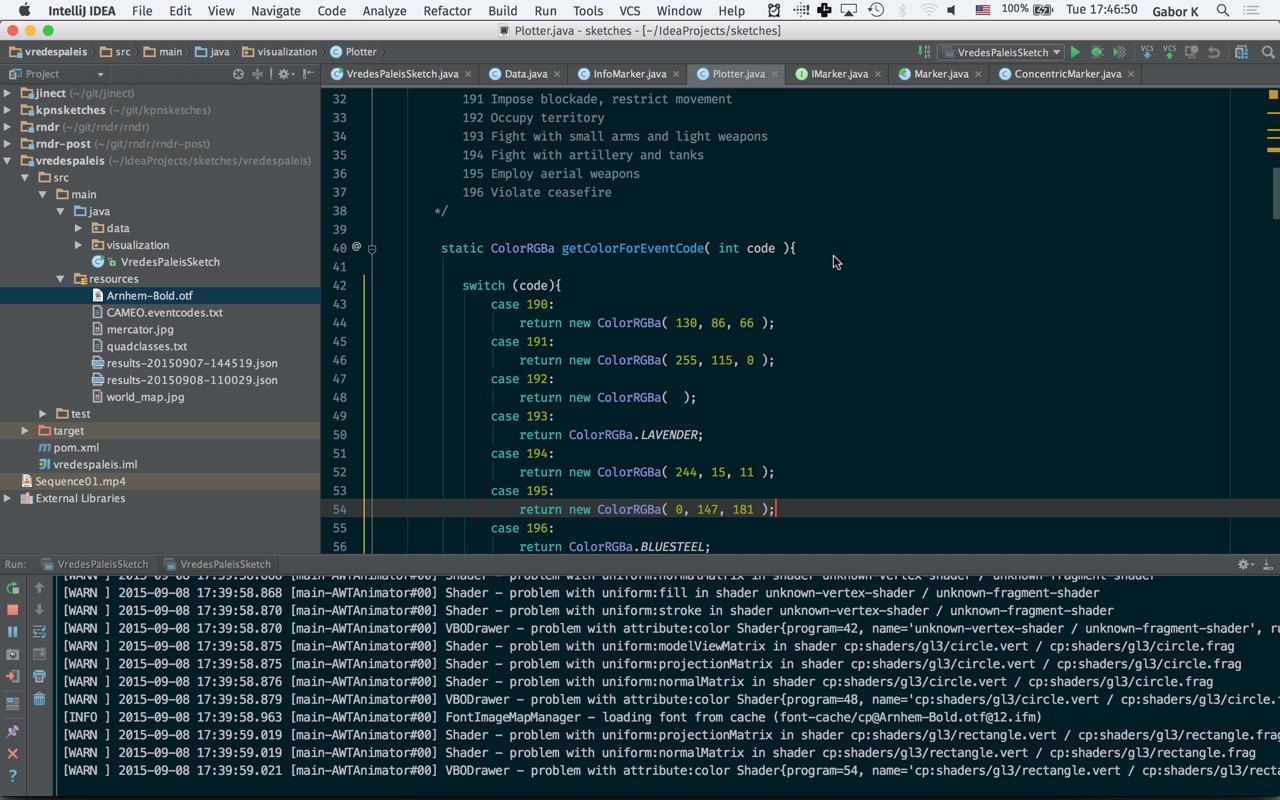 IntelliJ IDEA File Edit View Navigate Code Analyze Refactor Build Run Tools VCS Window Help 100% Tue 17:46:50 Gabor K
Plotter.java - sketches - [~/IdeaProjects/sketches]
vredespaleis src main java visualization Plotter VredesPaleisSketch VCS VCS
Project VredesPaleisSketch.java Data.java InfoMarker.java Plotter.java IMarker.java Marker.java ConcentricMarker.java
jinect (~/git/jinect)
kpnsketches (~/git/kpnsketches)
rndr (~/git/rndr/rndr)
rndr-post (~/git/rndr/rndr-post)
vredespaleis (~/IdeaProjects/sketches/vredespaleis)
src
main
java
data
visualization
VredesPaleisSketch
resources
Arnhem-Bold.otf
CAMEO.eventcodes.txt
mercator.jpg
quadclasses.txt
results-20150907-144519.json
results-20150908-110029.json
world_map.jpg
test
target
pom.xml
vredespaleis.iml
Sequence01.mp4
External Libraries
32 191 Impose blockade, restrict movement
33 192 Occupy territory
34 193 Fight with small arms and light weapons
35 194 Fight with artillery and tanks
36 195 Employ aerial weapons
37 196 Violate ceasefire
38 */
39
40 @ static ColorRGBa getColorForEventCode( int code ){
41
42 switch (code){
43 case 190:
44 return new ColorRGBa( 130, 86, 66 );
45 case 191:
46 return new ColorRGBa( 255, 115, 0 );
47 case 192:
48 return new ColorRGBa(  );
49 case 193:
50 return ColorRGBa.LAVENDER;
51 case 194:
52 return new ColorRGBa( 244, 15, 11 );
53 case 195:
54 return new ColorRGBa( 0, 147, 181 );
55 case 196:
56 return ColorRGBa.BLUESTEEL;
Run: VredesPaleisSketch VredesPaleisSketch
[WARN ] 2015-09-08 17:39:58.868 [main-AWTAnimator#00] Shader - problem with uniform:normalMatrix in shader unknown-vertex-shader / unknown-fragment-shader
[WARN ] 2015-09-08 17:39:58.868 [main-AWTAnimator#00] Shader - problem with uniform:fill in shader unknown-vertex-shader / unknown-fragment-shader
[WARN ] 2015-09-08 17:39:58.870 [main-AWTAnimator#00] Shader - problem with uniform:stroke in shader unknown-vertex-shader / unknown-fragment-shader
[WARN ] 2015-09-08 17:39:58.870 [main-AWTAnimator#00] VBODrawer - problem with attribute:color Shader{program=42, name='unknown-vertex-shader / unknown-fragment-shader', ru
[WARN ] 2015-09-08 17:39:58.875 [main-AWTAnimator#00] Shader - problem with uniform:modelViewMatrix in shader cp:shaders/gl3/circle.vert / cp:shaders/gl3/circle.frag
[WARN ] 2015-09-08 17:39:58.875 [main-AWTAnimator#00] Shader - problem with uniform:projectionMatrix in shader cp:shaders/gl3/circle.vert / cp:shaders/gl3/circle.frag
[WARN ] 2015-09-08 17:39:58.876 [main-AWTAnimator#00] Shader - problem with uniform:normalMatrix in shader cp:shaders/gl3/circle.vert / cp:shaders/gl3/circle.frag
[WARN ] 2015-09-08 17:39:58.879 [main-AWTAnimator#00] VBODrawer - problem with attribute:color Shader{program=48, name='cp:shaders/gl3/circle.vert / cp:shaders/gl3/circle.
[INFO ] 2015-09-08 17:39:58.963 [main-AWTAnimator#00] FontImageMapManager - loading font from cache (font-cache/cp@Arnhem-Bold.otf@12.ifm)
[WARN ] 2015-09-08 17:39:59.019 [main-AWTAnimator#00] Shader - problem with uniform:projectionMatrix in shader cp:shaders/gl3/rectangle.vert / cp:shaders/gl3/rectangle.frag
[WARN ] 2015-09-08 17:39:59.019 [main-AWTAnimator#00] Shader - problem with uniform:normalMatrix in shader cp:shaders/gl3/rectangle.vert / cp:shaders/gl3/rectangle.frag
[WARN ] 2015-09-08 17:39:59.021 [main-AWTAnimator#00] VBODrawer - problem with attribute:color Shader{program=54, name='cp:shaders/gl3/rectangle.vert / cp:shaders/gl3/rect